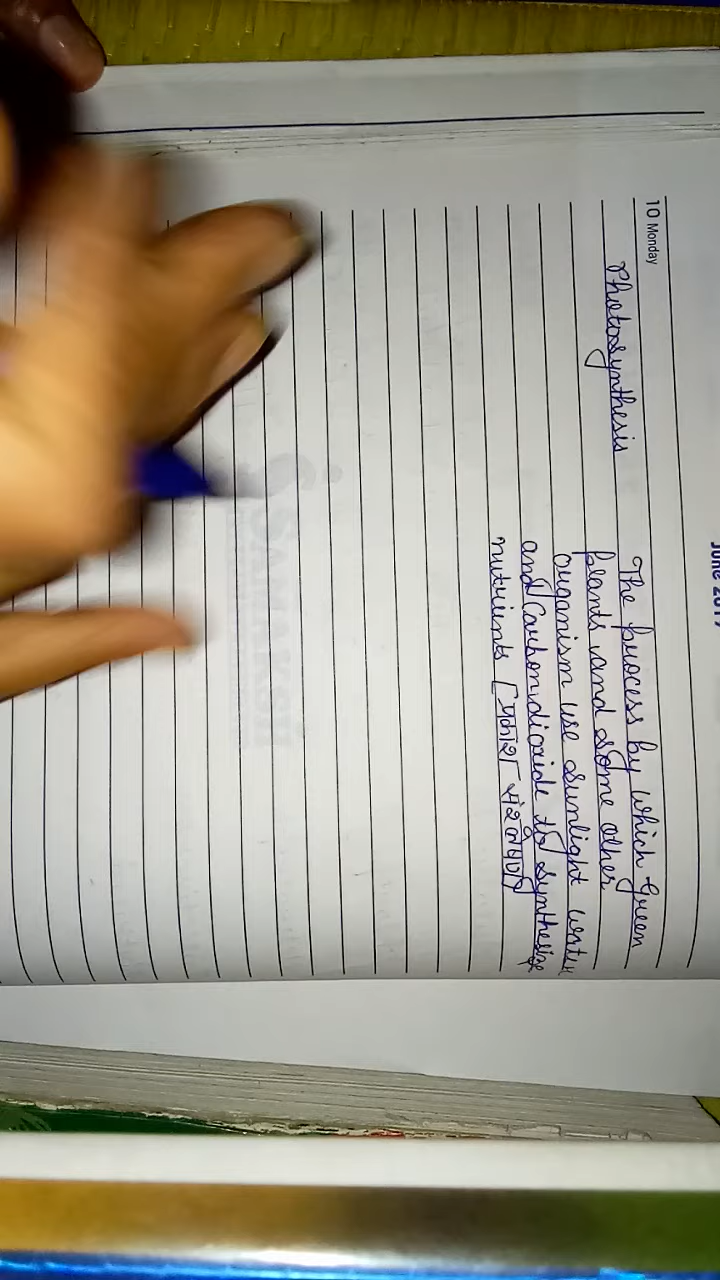 10 Monday
Photosynthesis
The process by which Green
plants and some other
organism use sunlight water
and Carbondioxide to synthesize
nutrients [प्रकाश संश्लेषण]